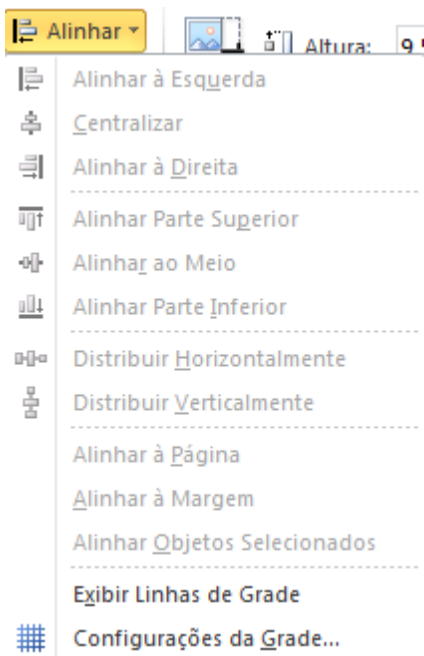 Alinhar
Altura:
Alinhar à Esquerda
Centralizar
Alinhar à Direita
Alinhar Parte Superior
Alinhar ao Meio
Alinhar Parte Inferior
Distribuir Horizontalmente
Distribuir Verticalmente
Alinhar à Página
Alinhar à Margem
Alinhar Objetos Selecionados
Exibir Linhas de Grade
Configurações da Grade...